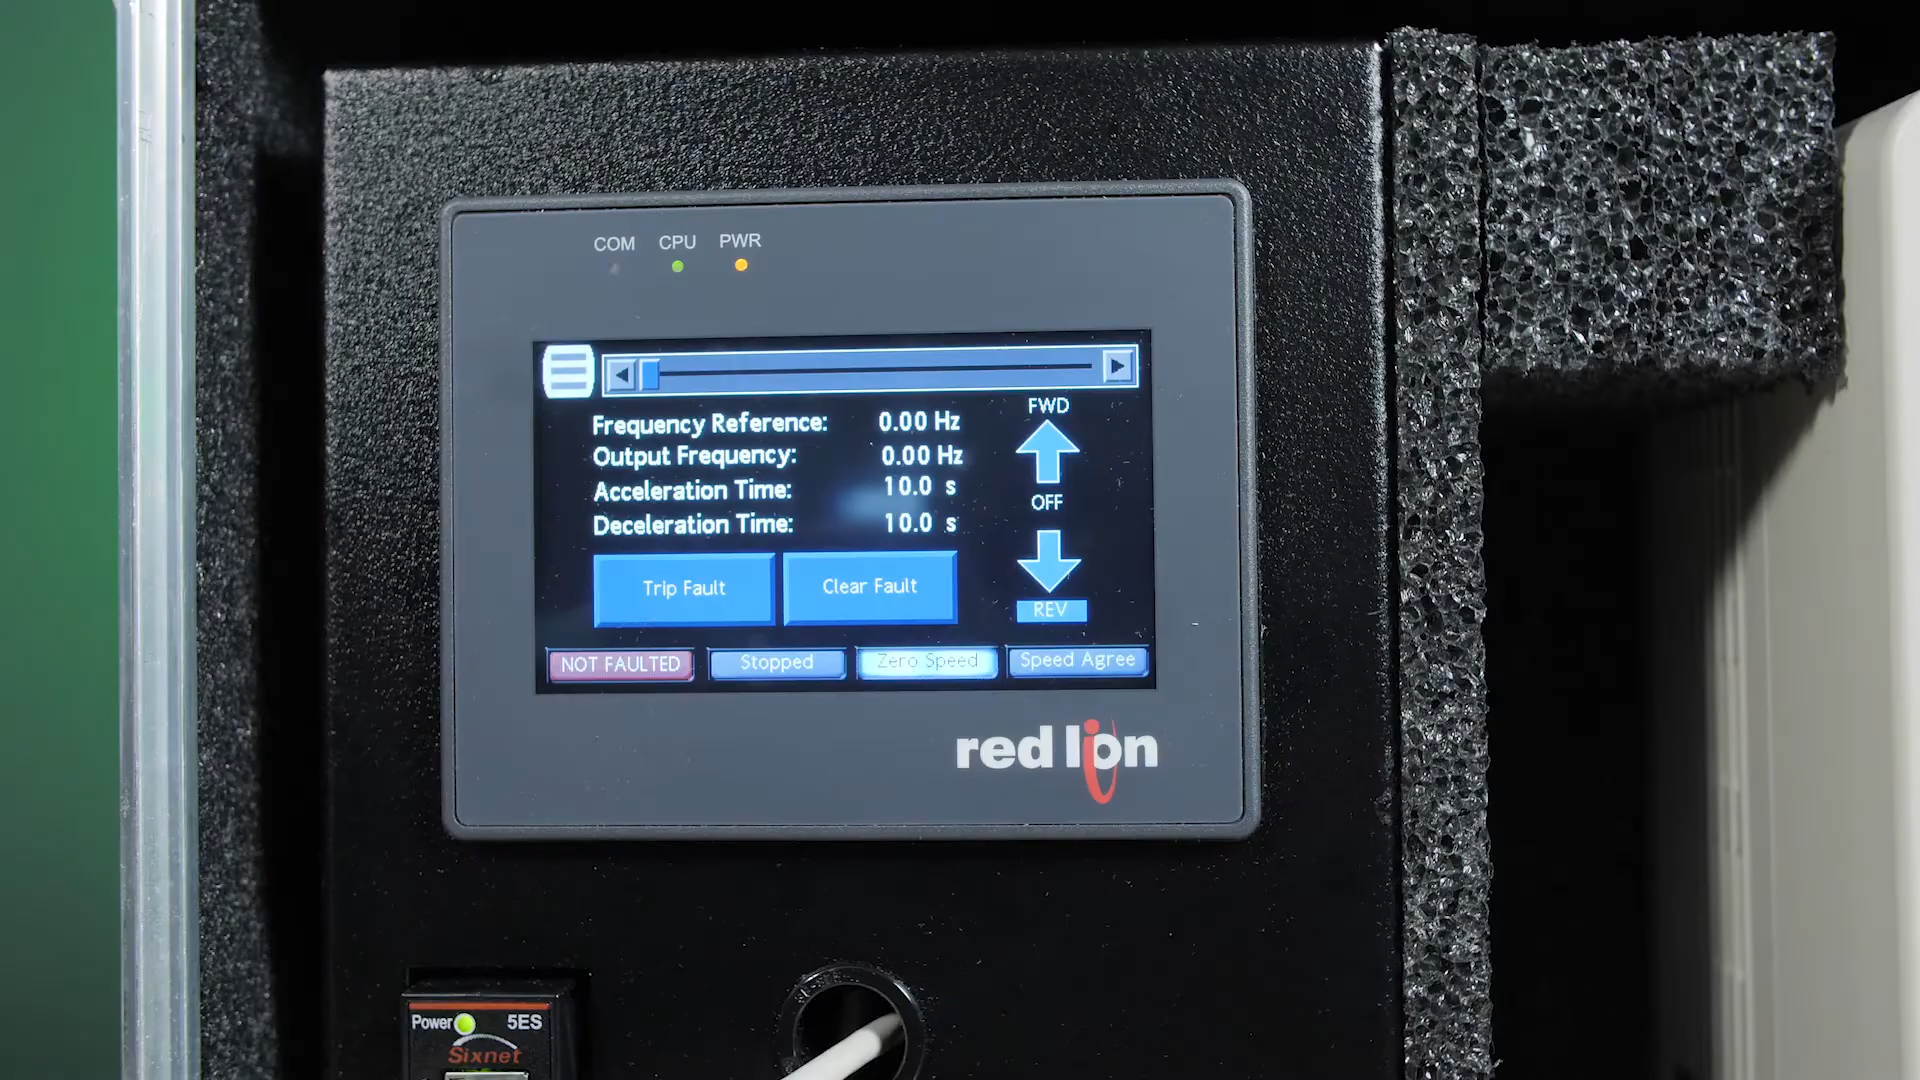 COM CPU PWR
Frequency Reference: 0.00 Hz
Output Frequency: 0.00 Hz
Acceleration Time: 10.0 s
Deceleration Time: 10.0 s
FWD
OFF
REV
Trip Fault Clear Fault
NOT FAULTED Stopped Zero Speed Speed Agree
red lion
Power 5ES
Sixnet